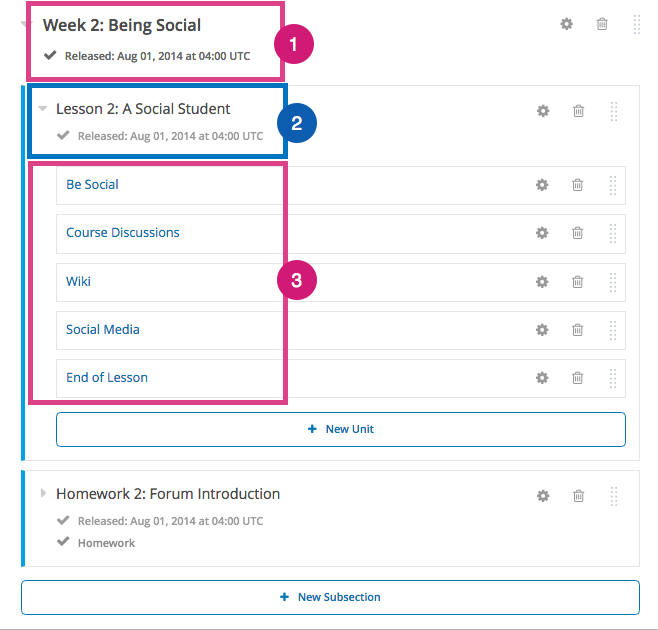 Week 2: Being Social
1
Released: Aug 01, 2014 at 04:00 UTC
Lesson 2: A Social Student
2
Released: Aug 01, 2014 at 04:00 UTC
Be Social
Course Discussions
Wiki
3
Social Media
End of Lesson
+ New Unit
Homework 2: Forum Introduction
Released: Aug 01, 2014 at 04:00 UTC
Homework
+ New Subsection